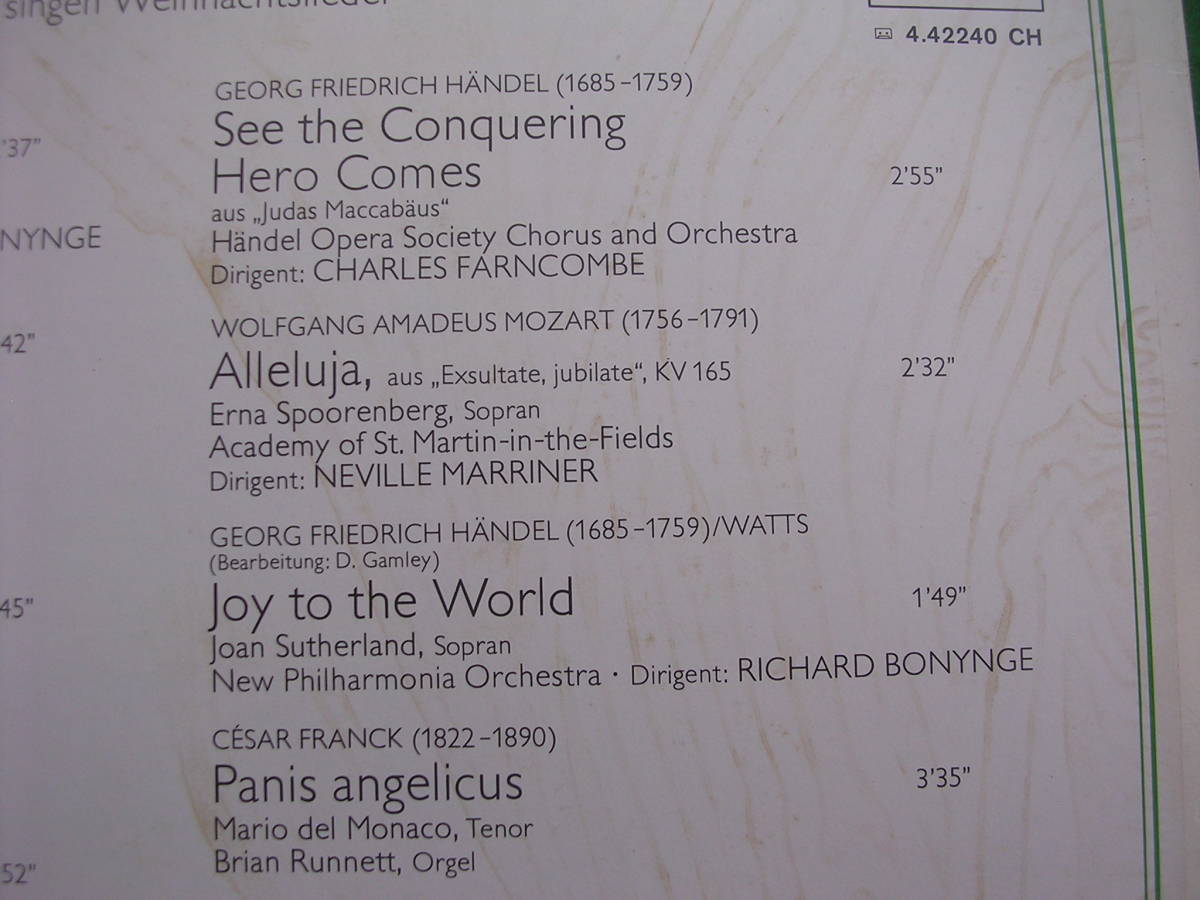 singen Weihnachtslieder
4.42240 CH
'37"
NYNGE
42"
45"
52"
GEORG FRIEDRICH HÄNDEL (1685–1759)
See the Conquering
Hero Comes 2'55"
aus „Judas Maccabäus“
Händel Opera Society Chorus and Orchestra
Dirigent: CHARLES FARNCOMBE
WOLFGANG AMADEUS MOZART (1756–1791)
Alleluja, aus „Exsultate, jubilate“, KV 165 2'32"
Erna Spoorenberg, Sopran
Academy of St. Martin-in-the-Fields
Dirigent: NEVILLE MARRINER
GEORG FRIEDRICH HÄNDEL (1685–1759)/WATTS
(Bearbeitung: D. Gamley)
Joy to the World 1'49"
Joan Sutherland, Sopran
New Philharmonia Orchestra · Dirigent: RICHARD BONYNGE
CÉSAR FRANCK (1822–1890)
Panis angelicus 3'35"
Mario del Monaco, Tenor
Brian Runnett, Orgel